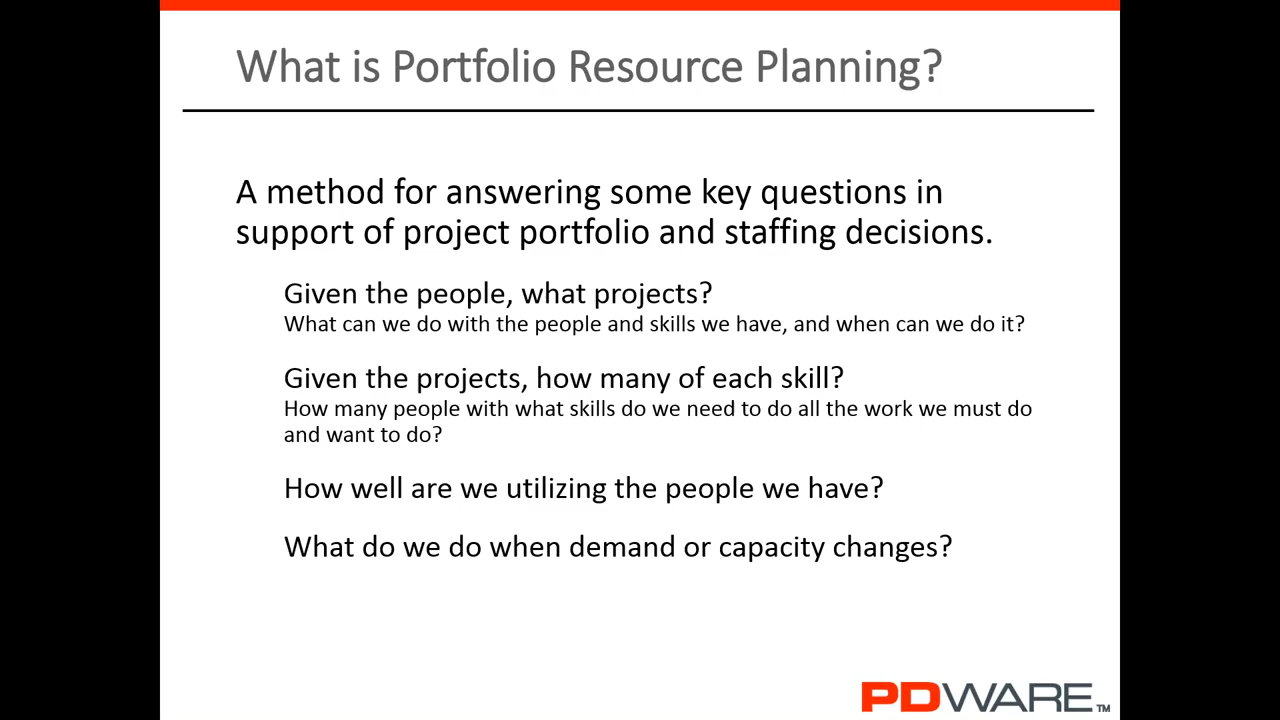 What is Portfolio Resource Planning?
A method for answering some key questions in
support of project portfolio and staffing decisions.
Given the people, what projects?
What can we do with the people and skills we have, and when can we do it?
Given the projects, how many of each skill?
How many people with what skills do we need to do all the work we must do
and want to do?
How well are we utilizing the people we have?
What do we do when demand or capacity changes?
PDWARE™